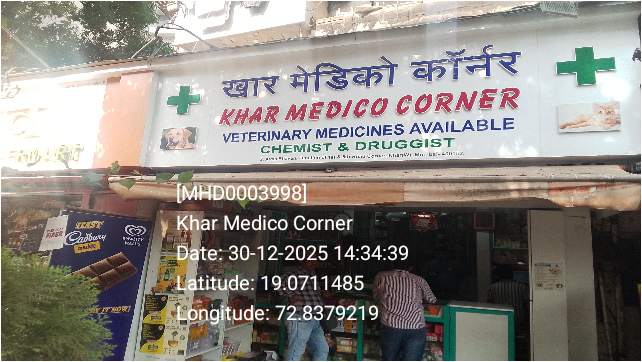 खार मेडिको कॉर्नर
KHAR MEDICO CORNER
VETERINARY MEDICINES AVAILABLE
CHEMIST & DRUGGIST
[MHD0003998]
Khar Medico Corner
Date: 30-12-2025 14:34:39
Latitude: 19.0711485
Longitude: 72.8379219
Cadbury